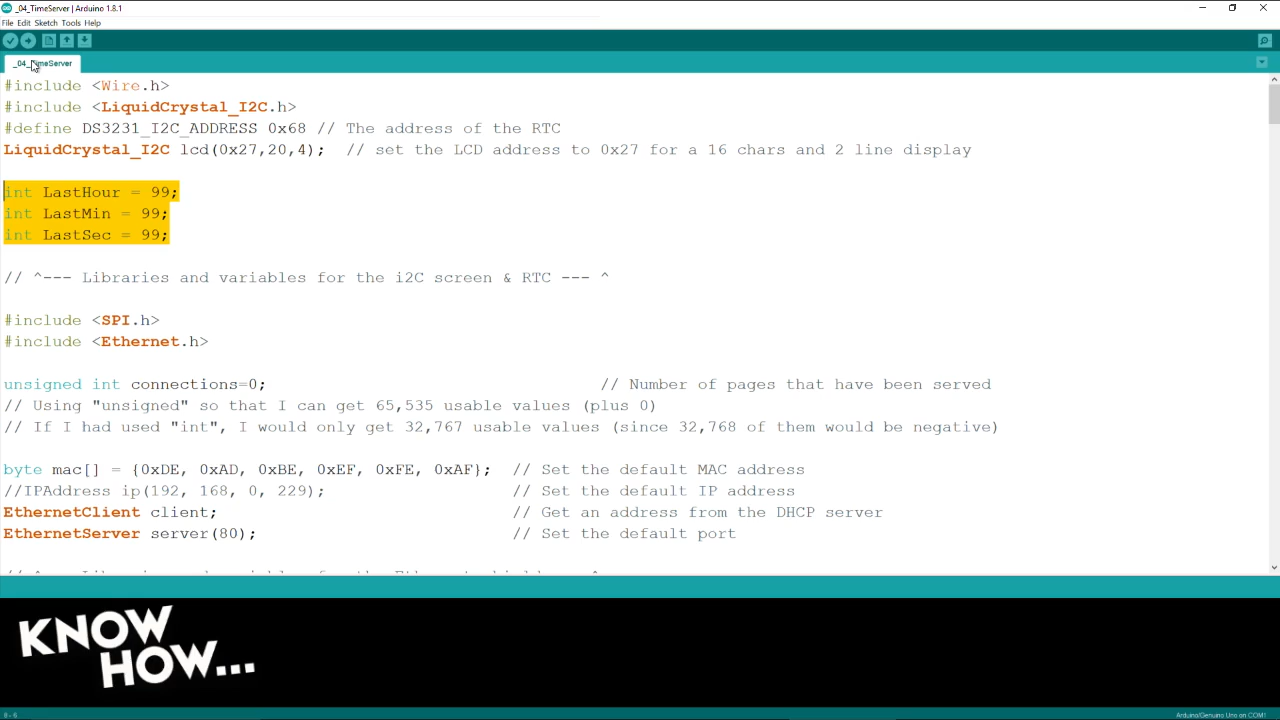 _04_TimeServer | Arduino 1.8.1
File Edit Sketch Tools Help
_04_TimeServer
#include <Wire.h>
#include <LiquidCrystal_I2C.h>
#define DS3231_I2C_ADDRESS 0x68 // The address of the RTC
LiquidCrystal_I2C lcd(0x27,20,4);  // set the LCD address to 0x27 for a 16 chars and 2 line display
int LastHour = 99;
int LastMin = 99;
int LastSec = 99;
// ^--- Libraries and variables for the i2C screen & RTC --- ^
#include <SPI.h>
#include <Ethernet.h>
unsigned int connections=0; // Number of pages that have been served
// Using "unsigned" so that I can get 65,535 usable values (plus 0)
// If I had used "int", I would only get 32,767 usable values (since 32,768 of them would be negative)
byte mac[] = {0xDE, 0xAD, 0xBE, 0xEF, 0xFE, 0xAF};  // Set the default MAC address
//IPAddress ip(192, 168, 0, 229); // Set the default IP address
EthernetClient client; // Get an address from the DHCP server
EthernetServer server(80); // Set the default port
KNOW
HOW...
8 - 6
Arduino/Genuino Uno on COM1